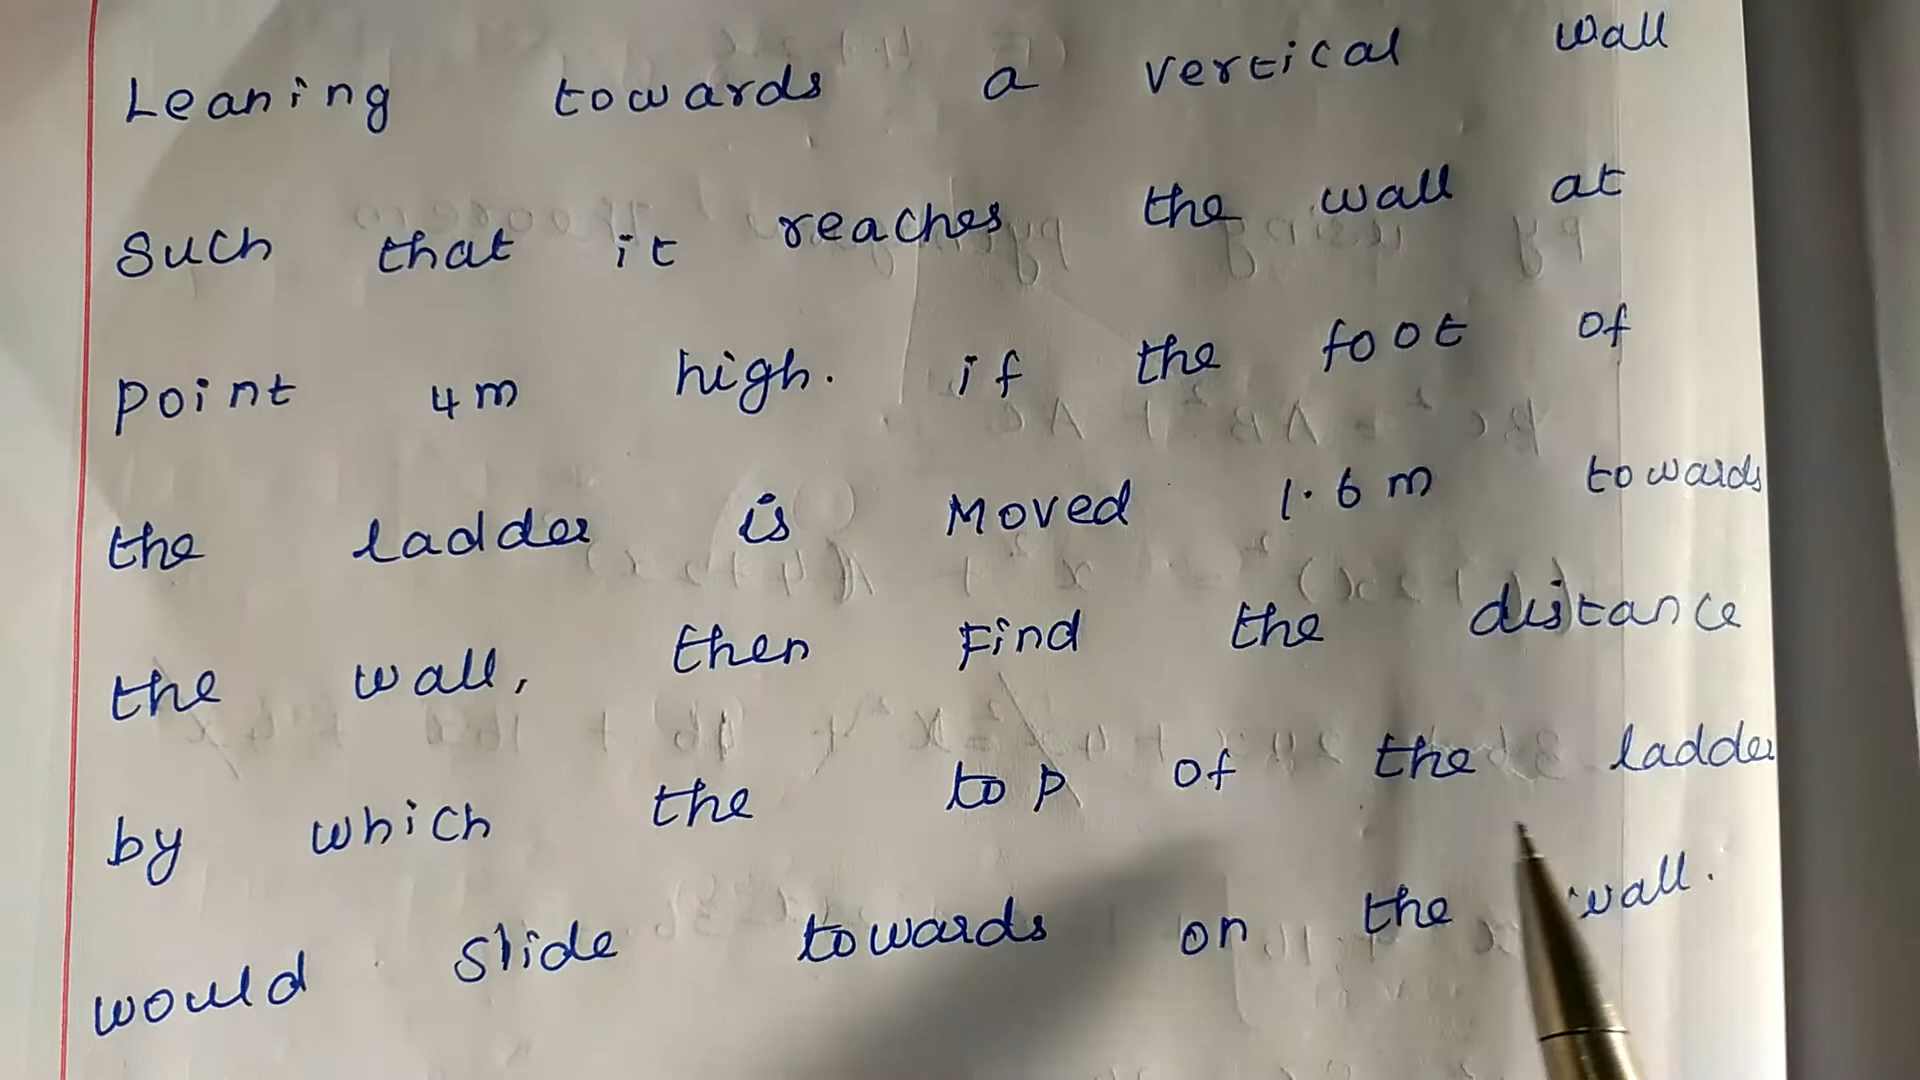 Leaning towards a vertical wall
Such that it reaches the wall at
Point 4m high. if the foot of
the ladder is Moved 1.6m towards
the wall, then Find the distance
by which the top of the ladder
would slide towards on the wall.